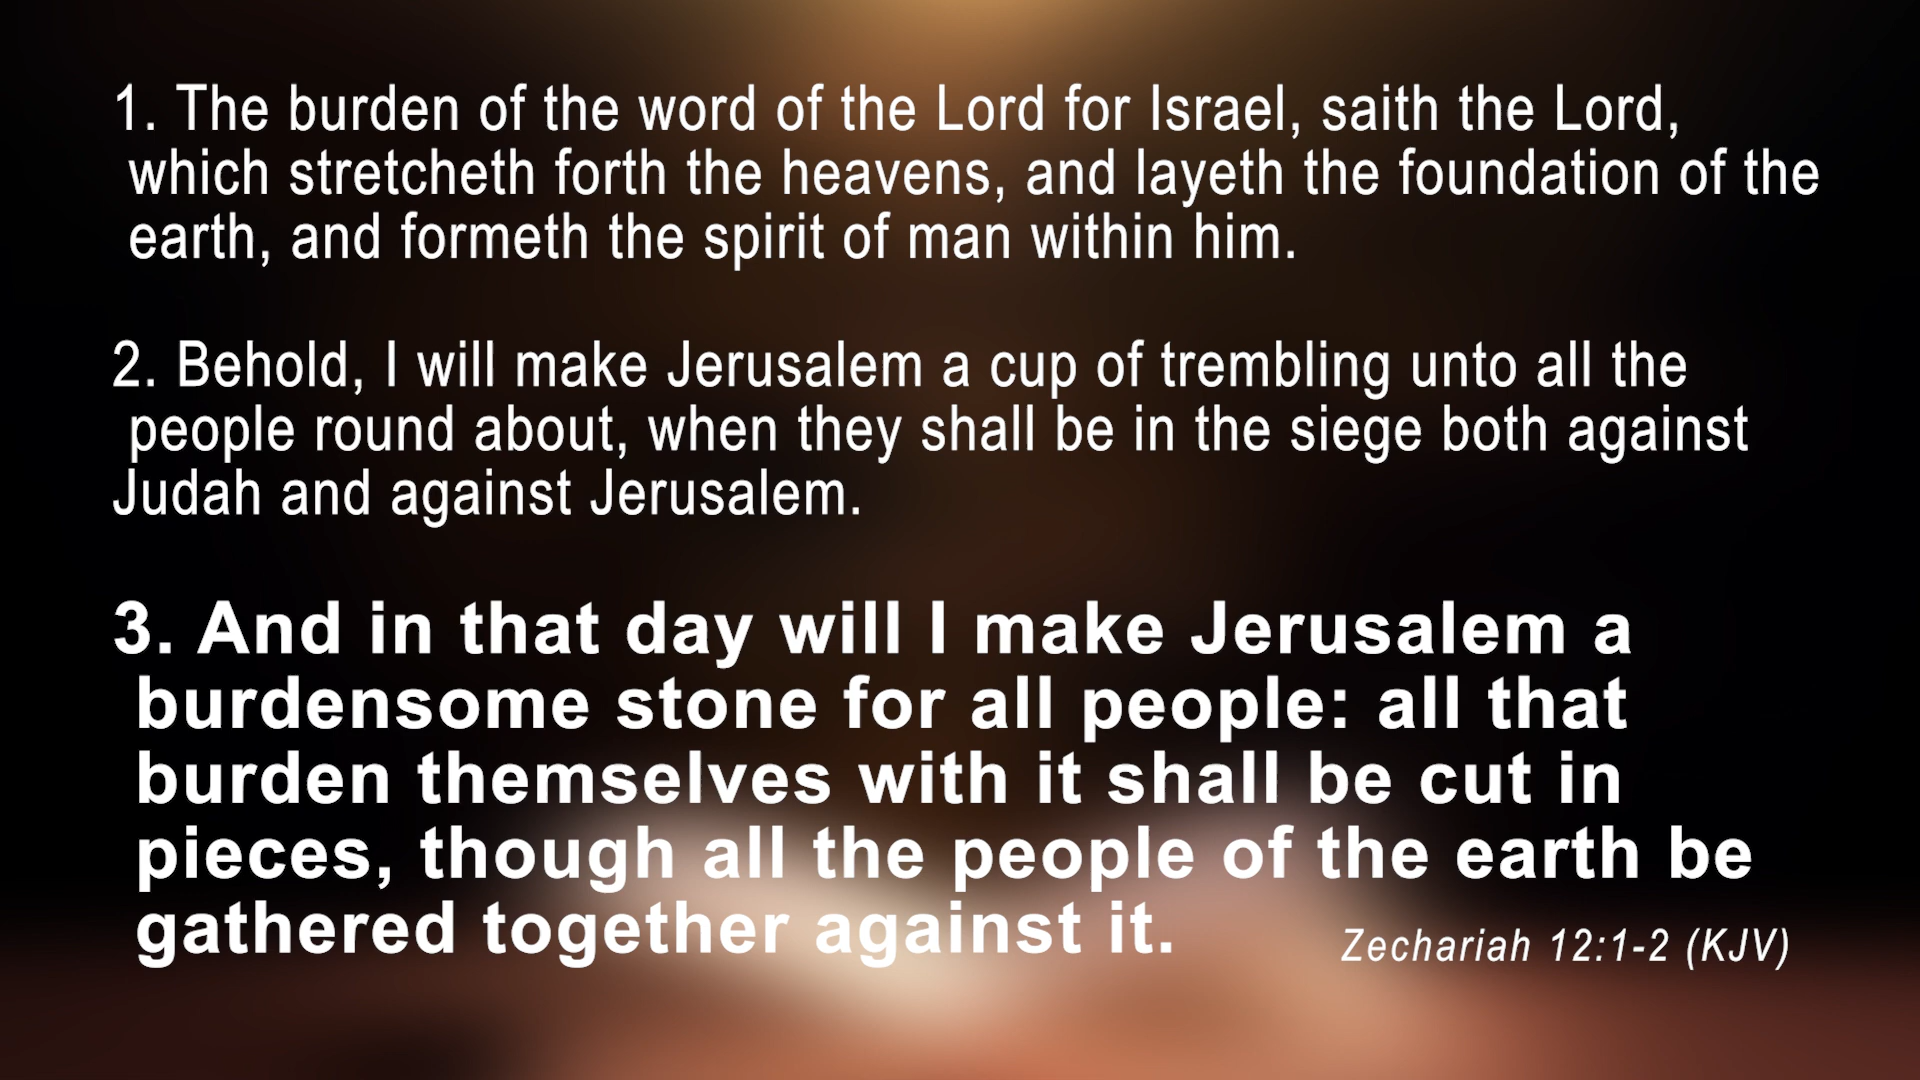 1. The burden of the word of the Lord for Israel, saith the Lord,
which stretcheth forth the heavens, and layeth the foundation of the
earth, and formeth the spirit of man within him.
2. Behold, I will make Jerusalem a cup of trembling unto all the
people round about, when they shall be in the siege both against
Judah and against Jerusalem.
3. And in that day will I make Jerusalem a
burdensome stone for all people: all that
burden themselves with it shall be cut in
pieces, though all the people of the earth be
gathered together against it.
Zechariah 12:1-2 (KJV)